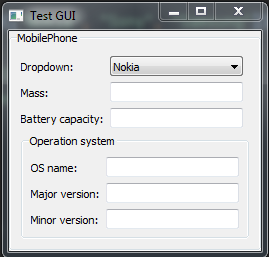 Test GUI
MobilePhone
Dropdown: Nokia
Mass:
Battery capacity:
Operation system
OS name:
Major version:
Minor version: